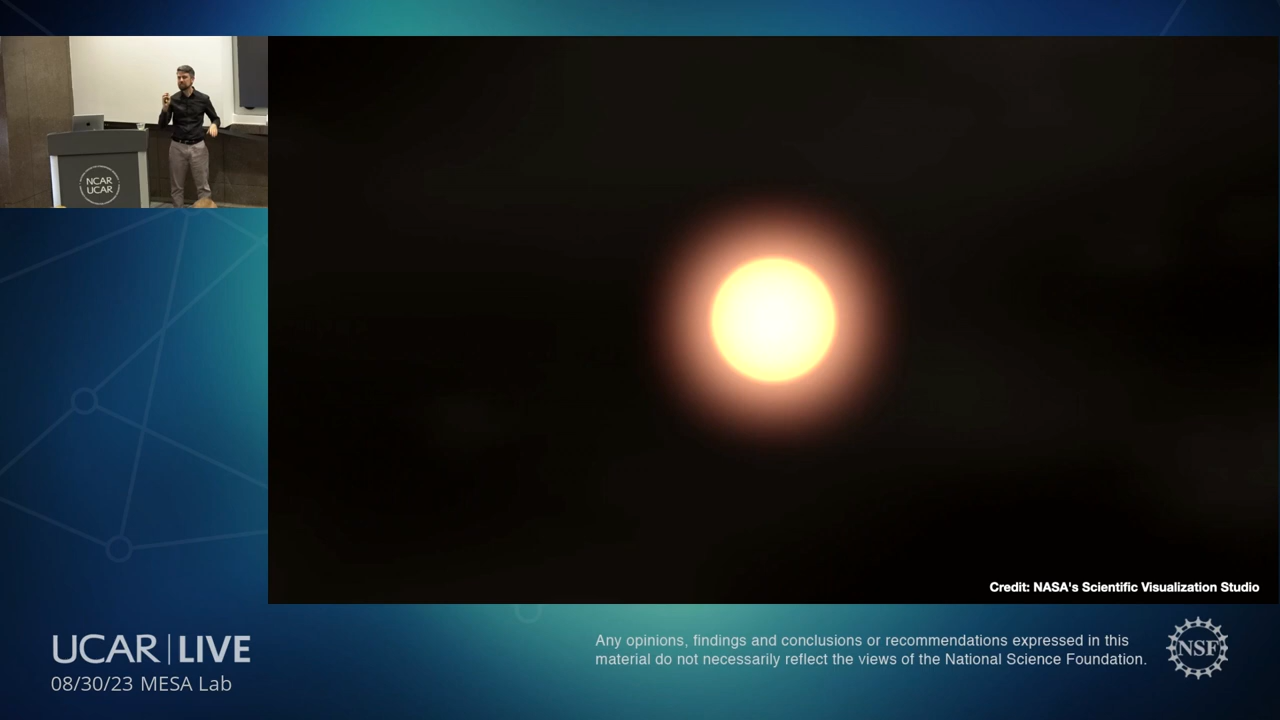 NCAR
UCAR
Credit: NASA's Scientific Visualization Studio
UCAR | LIVE
08/30/23 MESA Lab
Any opinions, findings and conclusions or recommendations expressed in this
material do not necessarily reflect the views of the National Science Foundation.
NSF